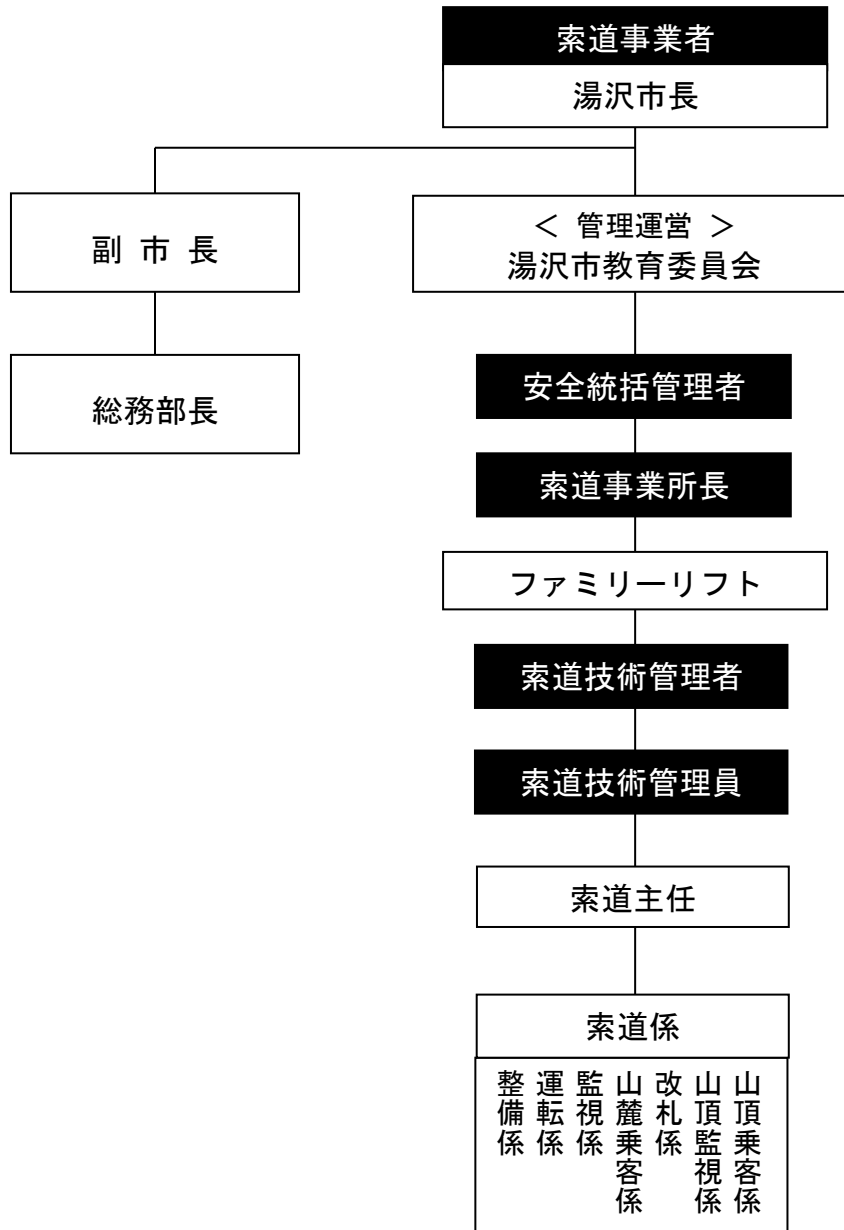 索道事業者
湯沢市長
副 市 長
＜ 管理運営 ＞
湯沢市教育委員会
総務部長
安全統括管理者
索道事業所長
ファミリーリフト
索道技術管理者
索道技術管理員
索道主任
索道係
整備係
運転係
監視係
山麓乗客係
改札係
山頂監視係
山頂乗客係